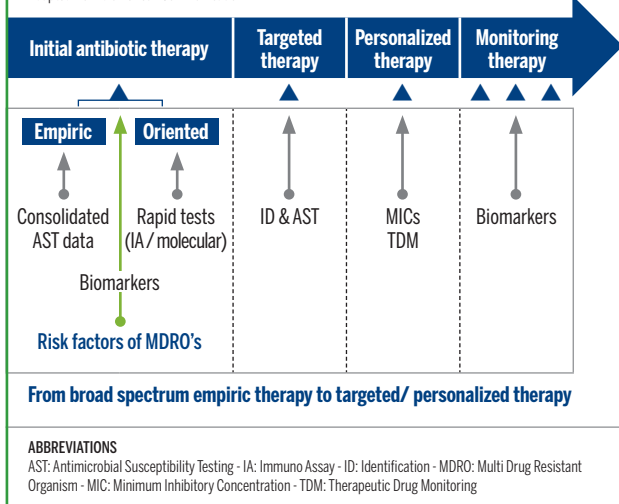 Initial antibiotic therapy
Targeted
therapy
Personalized
therapy
Monitoring
therapy
Empiric
Oriented
Consolidated
AST data
Rapid tests
(IA / molecular)
ID & AST
MICs
TDM
Biomarkers
Biomarkers
Risk factors of MDRO's
From broad spectrum empiric therapy to targeted/ personalized therapy
ABBREVIATIONS
AST: Antimicrobial Susceptibility Testing - IA: Immuno Assay - ID: Identification - MDRO: Multi Drug Resistant
Organism - MIC: Minimum Inhibitory Concentration - TDM: Therapeutic Drug Monitoring